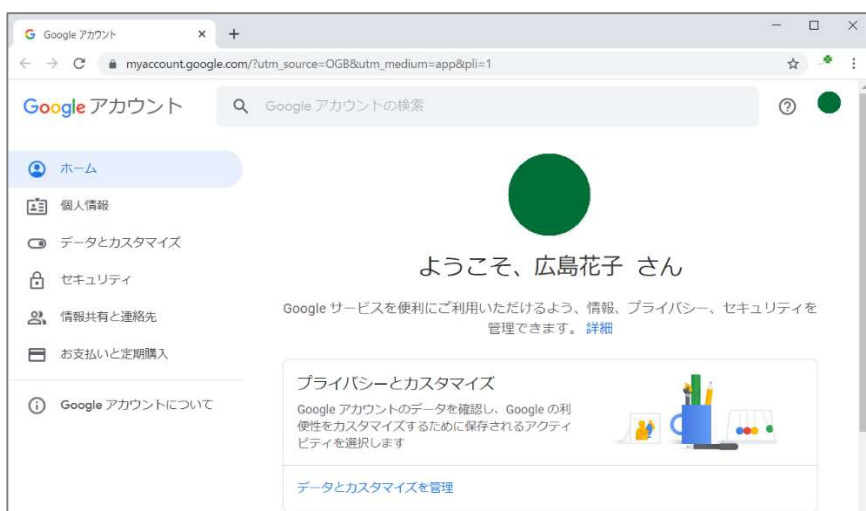 Google アカウント
myaccount.google.com/?utm_source=OGB&utm_medium=app&pli=1
Google アカウント
Google アカウントの検索
ホーム
個人情報
データとカスタマイズ
セキュリティ
情報共有と連絡先
お支払いと定期購入
Google アカウントについて
ようこそ、広島花子 さん
Google サービスを便利にご利用いただけるよう、情報、プライバシー、セキュリティを
管理できます。 詳細
プライバシーとカスタマイズ
Google アカウントのデータを確認し、Google の利
便性をカスタマイズするために保存されるアクティ
ビティを選択します
データとカスタマイズを管理